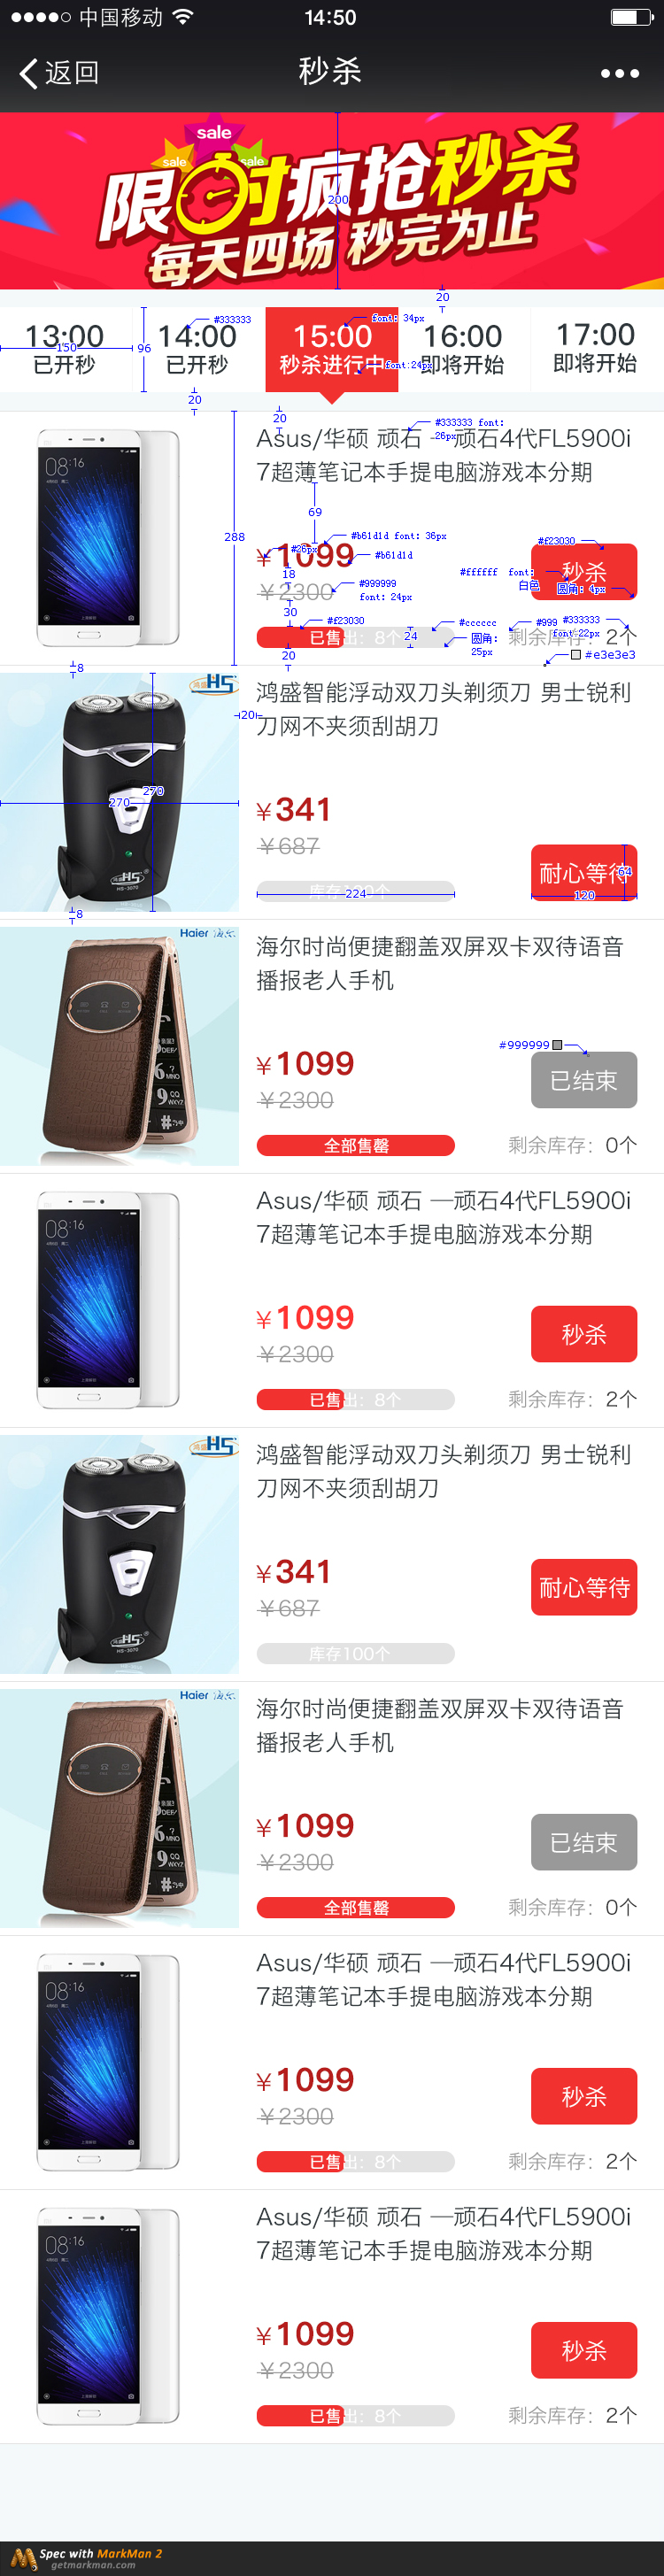 中国移动
14:50
返回
秒杀
sale
sale
sale
限时疯抢秒杀
每天四场 秒完为止
200
20
13:00
已开秒
150
96
14:00
已开秒
#333333
15:00
秒杀进行中
font: 34px
font:24px
16:00
即将开始
17:00
即将开始
20
20
08:16
288
Asus/华硕 顽石 —顽石4代FL5900i
7超薄笔记本手提电脑游戏本分期
#333333 font:
26px
69
¥1099
#26px
#b61d1d font: 36px
#b61d1d
18
¥2300
#999999
font: 24px
30
#f23030
秒杀
#ffffff font:
白色
圆角: 4px
#f23030
已售出: 8个
24
#cccccc
圆角:
25px
#999
#333333
font:22px
剩余库存: 2个
20
#e3e3e3
8
20
270
270
鸿盛智能浮动双刀头剃须刀 男士锐利
刀网不夹须刮胡刀
¥341
¥687
库存100个
224
耐心等待
64
120
8
Haier
海尔时尚便捷翻盖双屏双卡双待语音
播报老人手机
¥1099
¥2300
#999999
已结束
全部售罄
剩余库存: 0个
08:16
Asus/华硕 顽石 —顽石4代FL5900i
7超薄笔记本手提电脑游戏本分期
¥1099
¥2300
秒杀
已售出: 8个
剩余库存: 2个
鸿盛智能浮动双刀头剃须刀 男士锐利
刀网不夹须刮胡刀
¥341
¥687
耐心等待
库存100个
Haier
海尔时尚便捷翻盖双屏双卡双待语音
播报老人手机
¥1099
¥2300
已结束
全部售罄
剩余库存: 0个
08:16
Asus/华硕 顽石 —顽石4代FL5900i
7超薄笔记本手提电脑游戏本分期
¥1099
¥2300
秒杀
已售出: 8个
剩余库存: 2个
08:16
Asus/华硕 顽石 —顽石4代FL5900i
7超薄笔记本手提电脑游戏本分期
¥1099
¥2300
秒杀
已售出: 8个
剩余库存: 2个
Spec with MarkMan 2
getmarkman.com